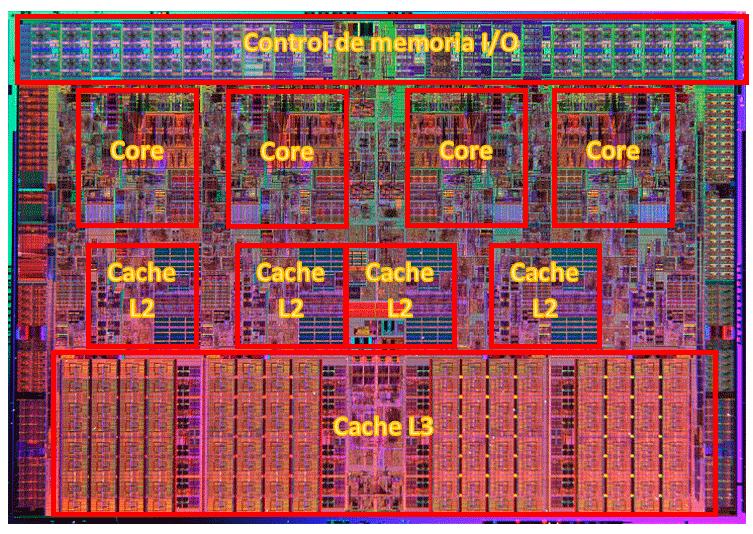 Control de memoria I/O
Core
Core
Core
Core
Cache
L2
Cache
L2
Cache
L2
Cache
L2
Cache L3